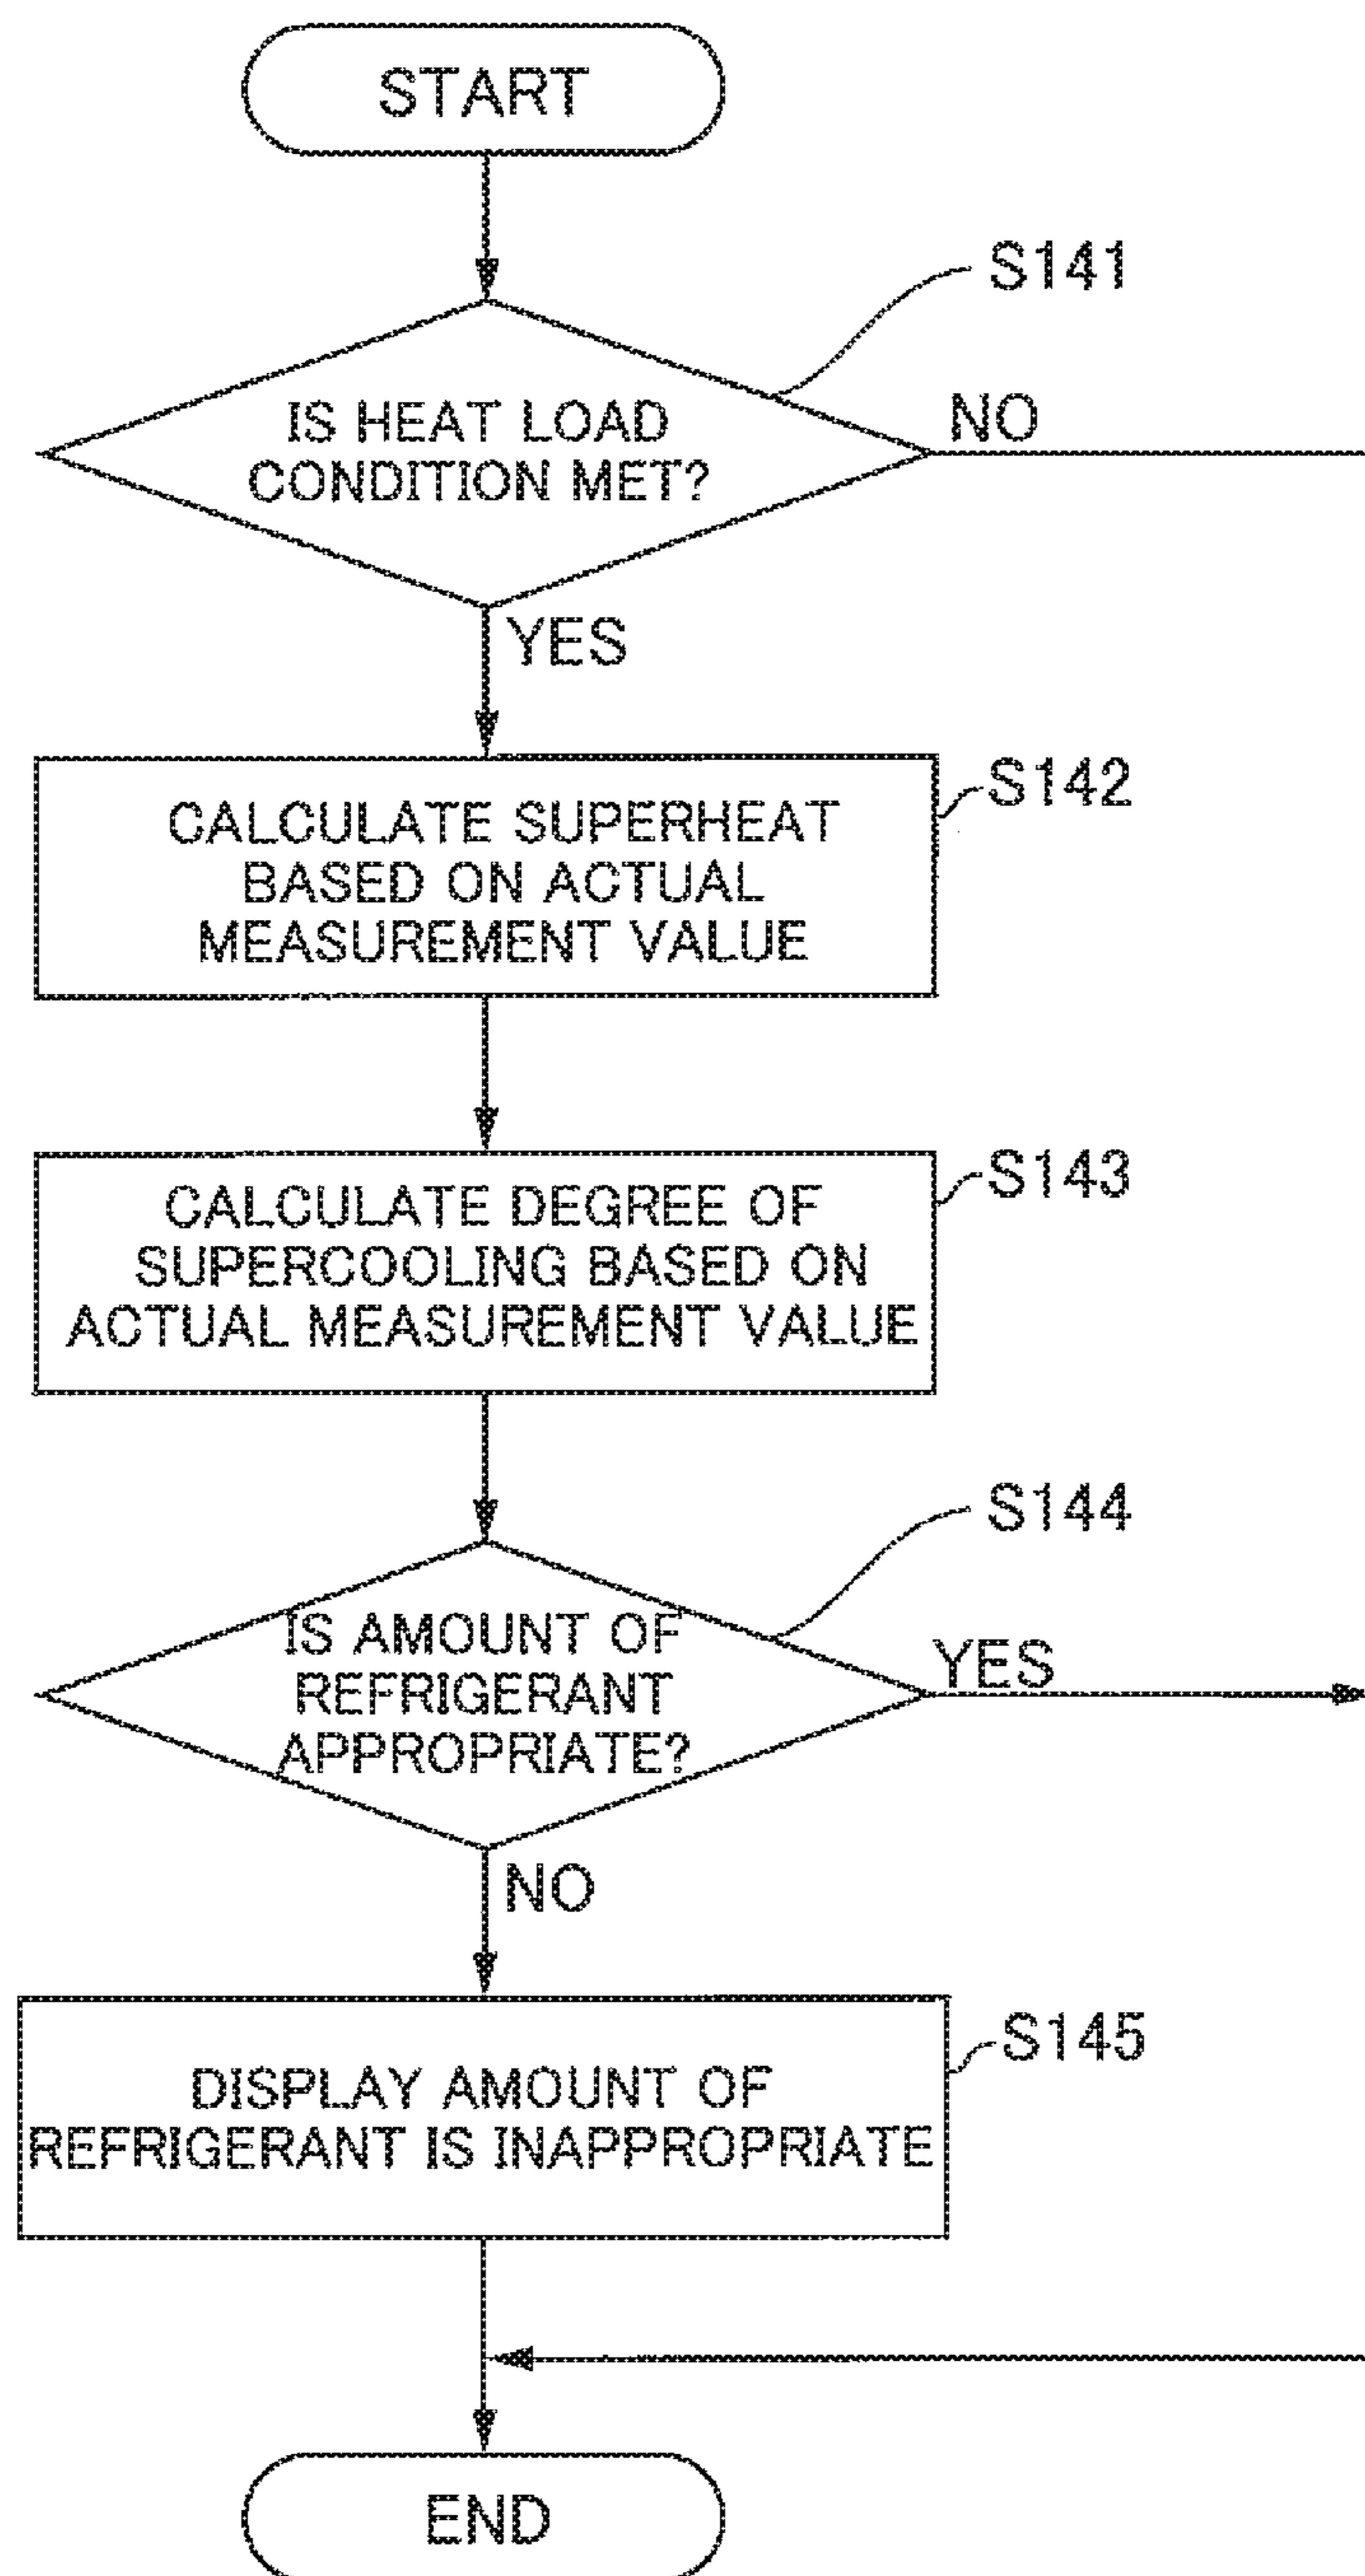 START
S141
IS HEAT LOAD
CONDITION MET?
NO
YES
S142
CALCULATE SUPERHEAT
BASED ON ACTUAL
MEASUREMENT VALUE
S143
CALCULATE DEGREE OF
SUPERCOOLING BASED ON
ACTUAL MEASUREMENT VALUE
S144
IS AMOUNT OF
REFRIGERANT
APPROPRIATE?
YES
NO
S145
DISPLAY AMOUNT OF
REFRIGERANT IS INAPPROPRIATE
END